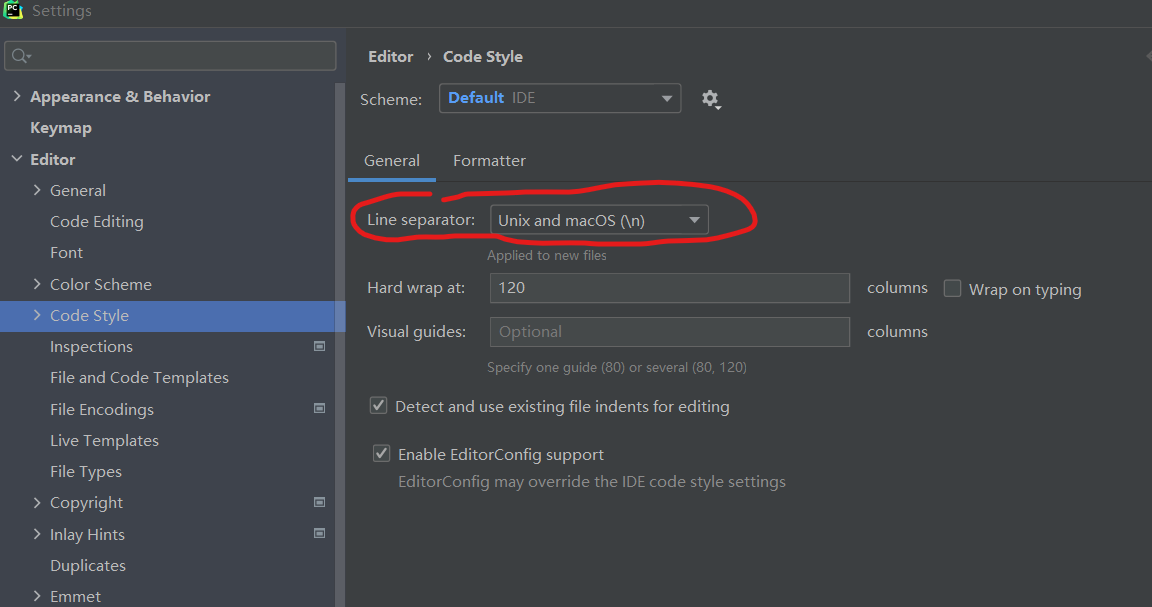 PC
Settings
Appearance & Behavior
Keymap
Editor
General
Code Editing
Font
Color Scheme
Code Style
Inspections
File and Code Templates
File Encodings
Live Templates
File Types
Copyright
Inlay Hints
Duplicates
Emmet
Editor › Code Style
Scheme: Default IDE
General Formatter
Line separator: Unix and macOS (\n)
Applied to new files
Hard wrap at: 120 columns Wrap on typing
Visual guides: Optional columns
Specify one guide (80) or several (80, 120)
Detect and use existing file indents for editing
Enable EditorConfig support
EditorConfig may override the IDE code style settings